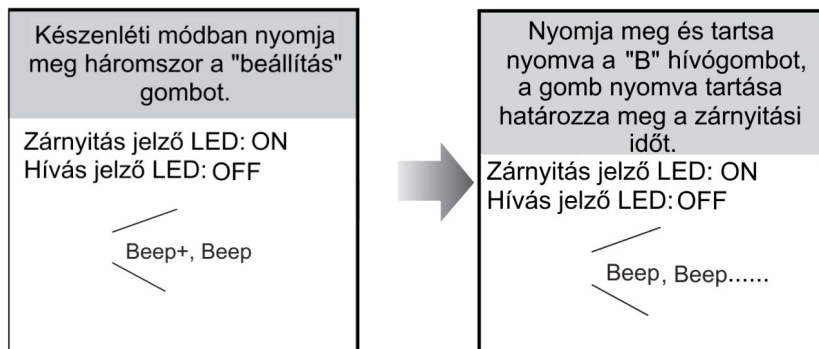 Készenléti módban nyomja
meg háromszor a "beállítás"
gombot.
Zárnyitás jelző LED: ON
Hívás jelző LED: OFF
Beep+, Beep
Nyomja meg és tartsa
nyomva a "B" hívógombot,
a gomb nyomva tartása
határozza meg a zárnyitási
időt.
Zárnyitás jelző LED: ON
Hívás jelző LED: OFF
Beep, Beep......